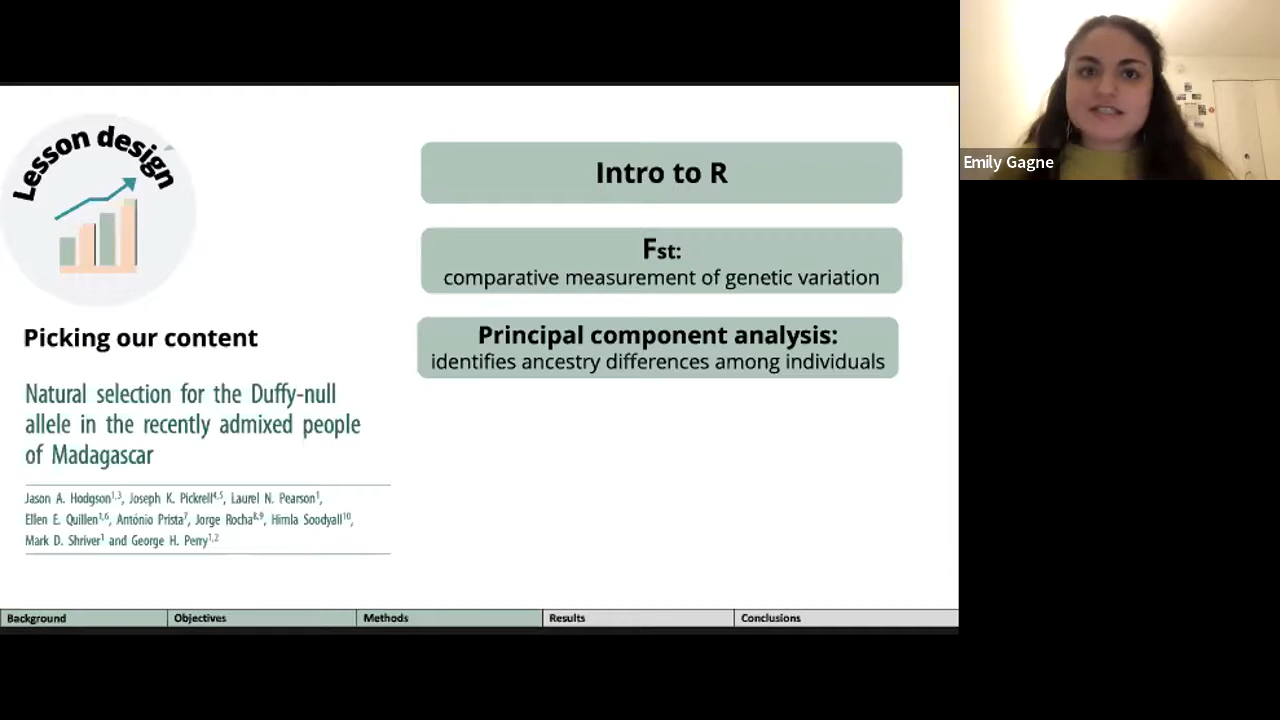 Lesson design
Picking our content
Natural selection for the Duffy-null
allele in the recently admixed people
of Madagascar
Jason A. Hodgson1,3, Joseph K. Pickrell4,5, Laurel N. Pearson1,
Ellen E. Quillen1,6, António Prista7, Jorge Rocha8,9, Himla Soodyall10,
Mark D. Shriver1 and George H. Perry1,2
Intro to R
Fst:
comparative measurement of genetic variation
Principal component analysis:
identifies ancestry differences among individuals
Background
Objectives
Methods
Results
Conclusions
Emily Gagne